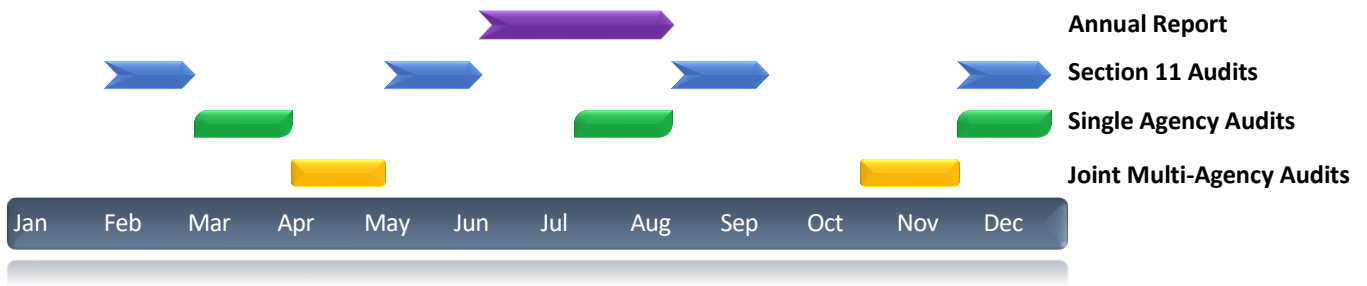 Annual Report
Section 11 Audits
Single Agency Audits
Joint Multi-Agency Audits
Jan Feb Mar Apr May Jun Jul Aug Sep Oct Nov Dec